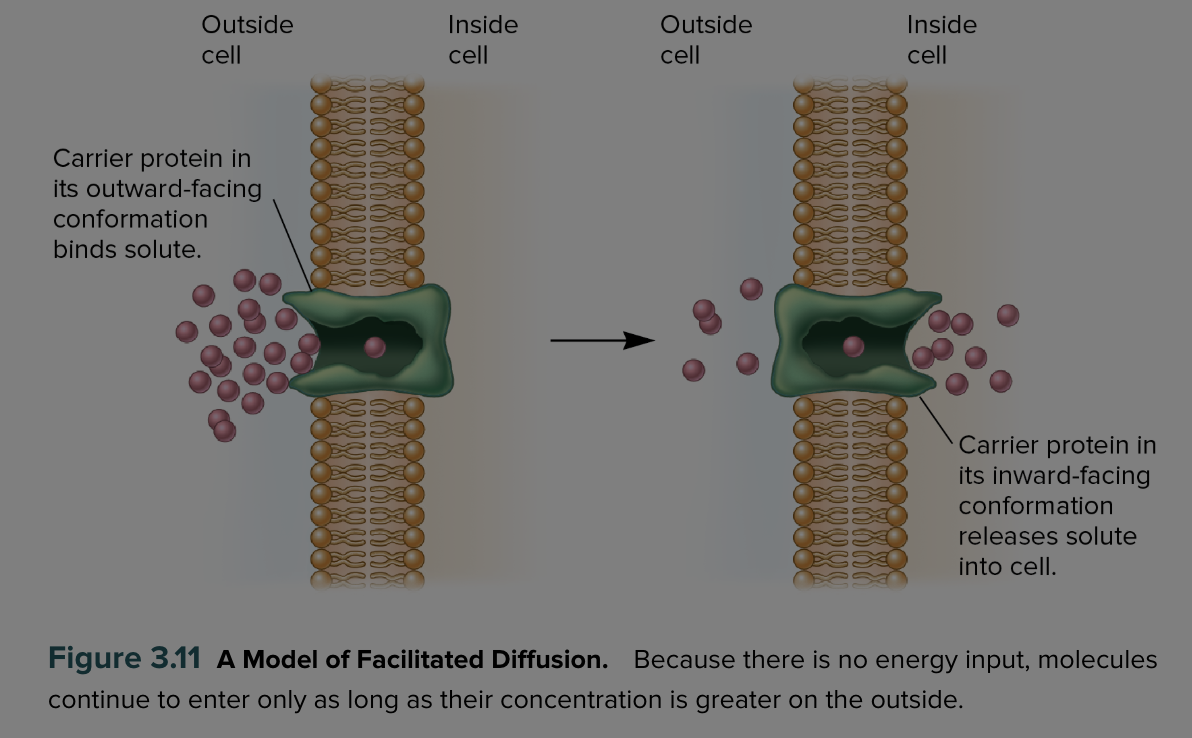 Outside
cell
Inside
cell
Outside
cell
Inside
cell
Carrier protein in
its outward-facing
conformation
binds solute.
Carrier protein in
its inward-facing
conformation
releases solute
into cell.
Figure 3.11 A Model of Facilitated Diffusion. Because there is no energy input, molecules
continue to enter only as long as their concentration is greater on the outside.